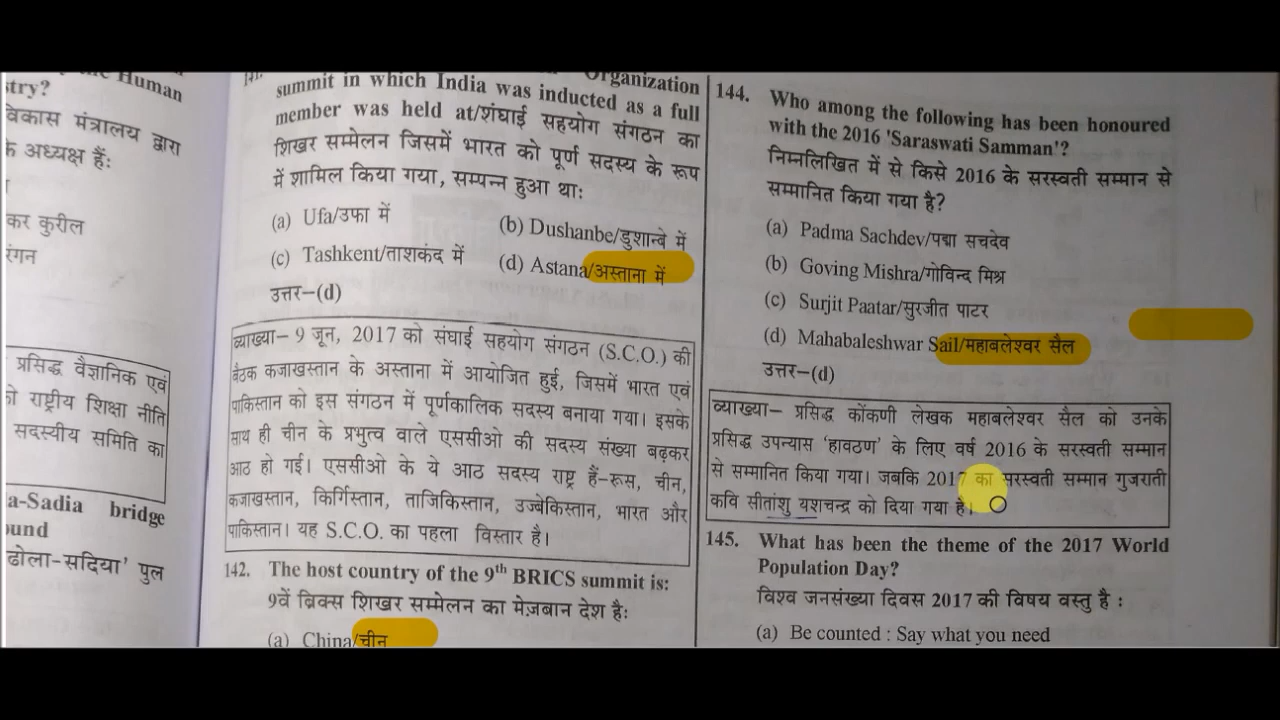 Human
stry?
विकास मंत्रालय द्वारा
के अध्यक्ष हैं:
कर कुरील
रंगन
प्रसिद्ध वैज्ञानिक एवं
राष्ट्रीय शिक्षा नीति
सदस्यीय समिति का
a-Sadia bridge
ound
ढोला-सदिया’ पुल
141. Organization
summit in which India was inducted as a full
member was held at/शंघाई सहयोग संगठन का
शिखर सम्मेलन जिसमें भारत को पूर्ण सदस्य के रूप
में शामिल किया गया, सम्पन्न हुआ था:
(a) Ufa/उफा में (b) Dushanbe/डुशान्बे में
(c) Tashkent/ताशकंद में (d) Astana/अस्ताना में
उत्तर–(d)
व्याख्या– 9 जून, 2017 को संघाई सहयोग संगठन (S.C.O.) की
बैठक कजाखस्तान के अस्ताना में आयोजित हुई, जिसमें भारत एवं
पाकिस्तान को इस संगठन में पूर्णकालिक सदस्य बनाया गया। इसके
साथ ही चीन के प्रभुत्व वाले एससीओ की सदस्य संख्या बढ़कर
आठ हो गई। एससीओ के ये आठ सदस्य राष्ट्र हैं–रूस, चीन,
कजाखस्तान, किर्गिस्तान, ताजिकिस्तान, उज्बेकिस्तान, भारत और
पाकिस्तान। यह S.C.O. का पहला विस्तार है।
142. The host country of the 9th BRICS summit is:
9वें ब्रिक्स शिखर सम्मेलन का मेज़बान देश है:
(a) China/चीन
144. Who among the following has been honoured
with the 2016 'Saraswati Samman'?
निम्नलिखित में से किसे 2016 के सरस्वती सम्मान से
सम्मानित किया गया है?
(a) Padma Sachdev/पद्मा सचदेव
(b) Goving Mishra/गोविन्द मिश्र
(c) Surjit Paatar/सुरजीत पाटर
(d) Mahabaleshwar Sail/महाबलेश्वर सैल
उत्तर–(d)
व्याख्या– प्रसिद्ध कोंकणी लेखक महाबलेश्वर सैल को उनके
प्रसिद्ध उपन्यास ‘हावठण’ के लिए वर्ष 2016 के सरस्वती सम्मान
से सम्मानित किया गया। जबकि 2017 का सरस्वती सम्मान गुजराती
कवि सीतांशु यशचन्द्र को दिया गया है।
145. What has been the theme of the 2017 World
Population Day?
विश्व जनसंख्या दिवस 2017 की विषय वस्तु है :
(a) Be counted : Say what you need